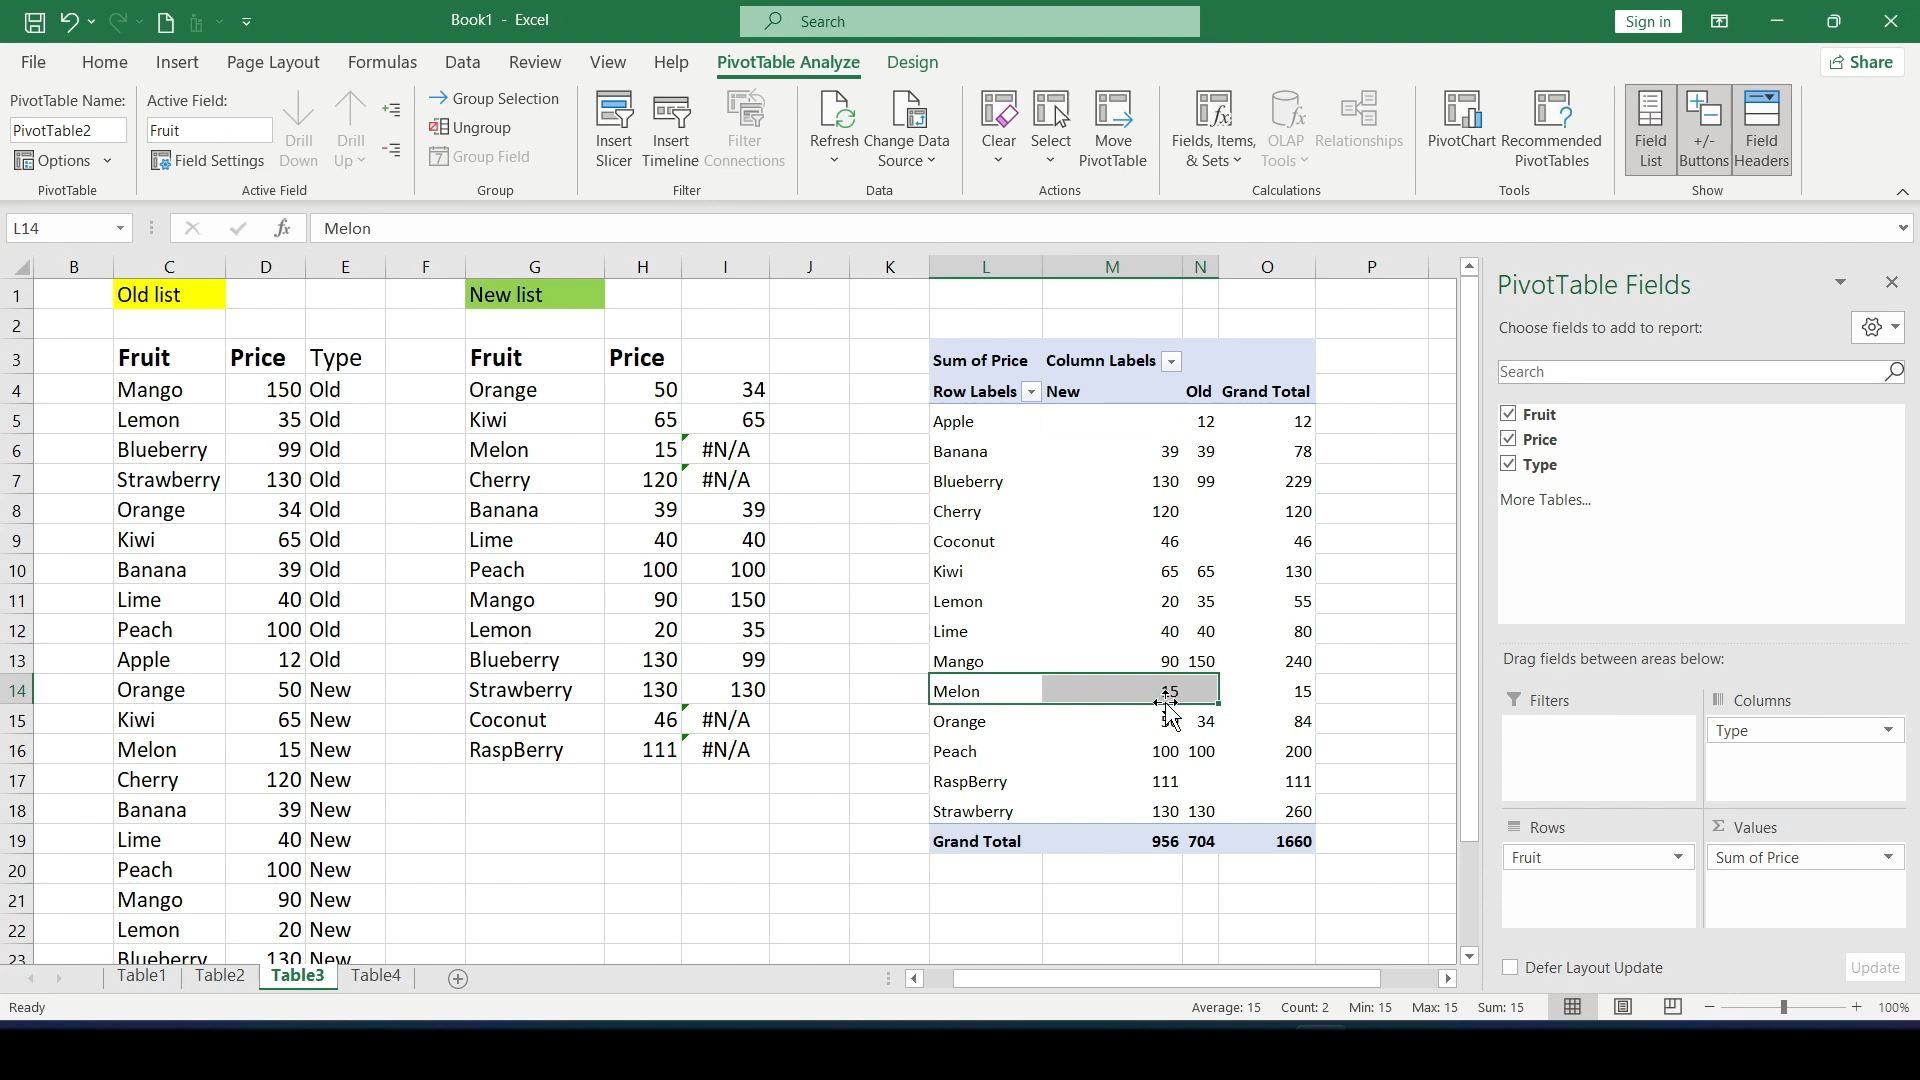 Book1 - Excel
Search
Sign in
File Home Insert Page Layout Formulas Data Review View Help PivotTable Analyze Design
Share
PivotTable Name:
PivotTable2
Options
PivotTable
Active Field:
Fruit
Field Settings
Drill Down
Drill Up
Active Field
Group Selection
Ungroup
Group Field
Group
Insert Slicer
Insert Timeline
Filter Connections
Filter
Refresh
Change Data Source
Data
Clear
Select
Move PivotTable
Actions
Fields, Items, & Sets
OLAP Tools
Relationships
Calculations
PivotChart
Recommended PivotTables
Tools
Field List
+/- Buttons
Field Headers
Show
L14
fx
Melon
B C D E F G H I J K L M N O P
1 Old list New list
2
3 Fruit Price Type Fruit Price Sum of Price Column Labels
4 Mango 150 Old Orange 50 34 Row Labels New Old Grand Total
5 Lemon 35 Old Kiwi 65 65 Apple 12 12
6 Blueberry 99 Old Melon 15 #N/A Banana 39 39 78
7 Strawberry 130 Old Cherry 120 #N/A Blueberry 130 99 229
8 Orange 34 Old Banana 39 39 Cherry 120 120
9 Kiwi 65 Old Lime 40 40 Coconut 46 46
10 Banana 39 Old Peach 100 100 Kiwi 65 65 130
11 Lime 40 Old Mango 90 150 Lemon 20 35 55
12 Peach 100 Old Lemon 20 35 Lime 40 40 80
13 Apple 12 Old Blueberry 130 99 Mango 90 150 240
14 Orange 50 New Strawberry 130 130 Melon 15 15
15 Kiwi 65 New Coconut 46 #N/A Orange 34 84
16 Melon 15 New RaspBerry 111 #N/A Peach 100 100 200
17 Cherry 120 New RaspBerry 111 111
18 Banana 39 New Strawberry 130 130 260
19 Lime 40 New Grand Total 956 704 1660
20 Peach 100 New
21 Mango 90 New
22 Lemon 20 New
23 Blueberry 130 New
PivotTable Fields
Choose fields to add to report:
Search
Fruit
Price
Type
More Tables...
Drag fields between areas below:
Filters
Columns
Type
Rows
Fruit
Σ Values
Sum of Price
Defer Layout Update
Update
Table1 Table2 Table3 Table4
Ready
Average: 15 Count: 2 Min: 15 Max: 15 Sum: 15
100%